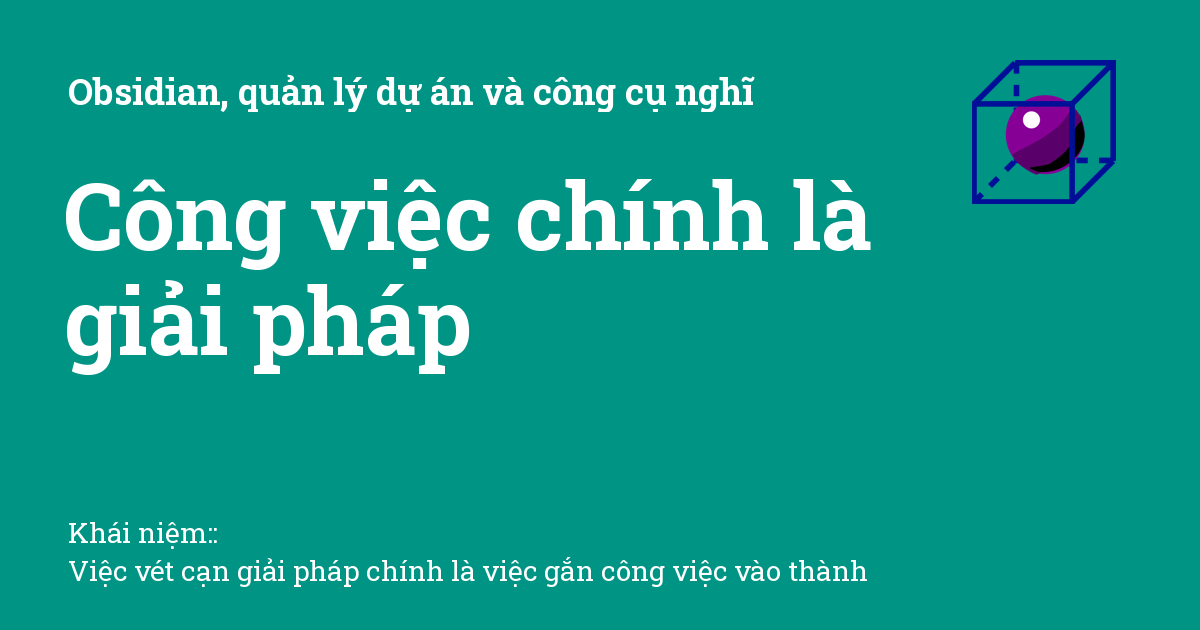 Obsidian, quản lý dự án và công cụ nghĩ
Công việc chính là
giải pháp
Khái niệm::
Việc vét cạn giải pháp chính là việc gắn công việc vào thành